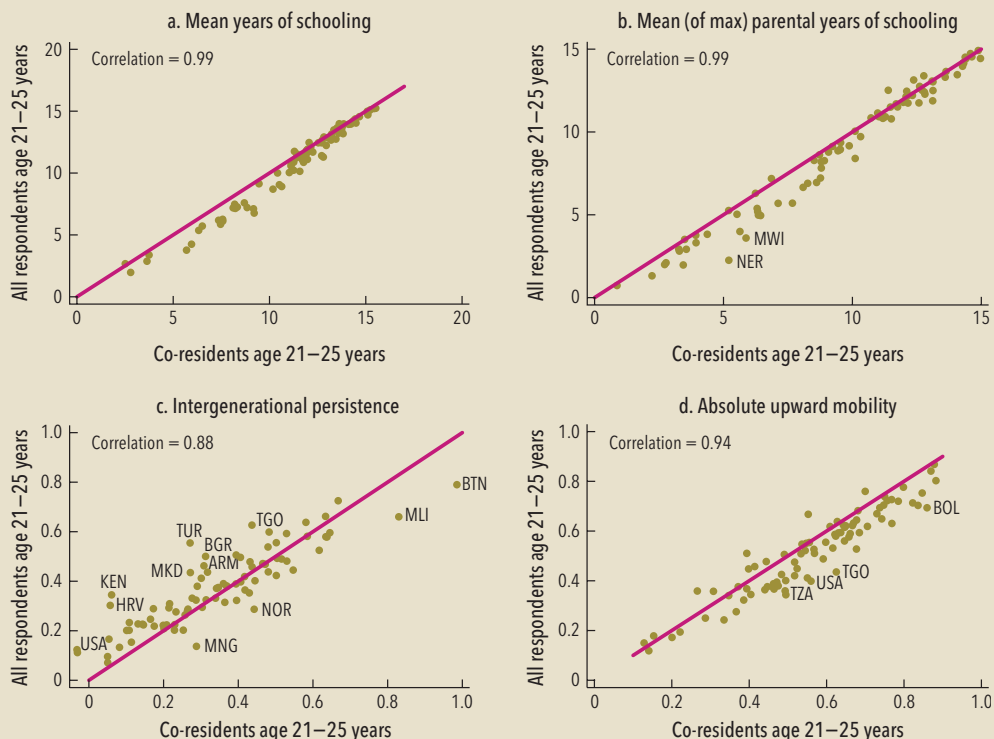 a. Mean years of schooling
Correlation = 0.99
All respondents age 21–25 years
20
15
10
5
0
0 5 10 15 20
Co-residents age 21–25 years
b. Mean (of max) parental years of schooling
Correlation = 0.99
All respondents age 21–25 years
15
10
5
0
MWI
NER
0 5 10 15
Co-residents age 21–25 years
c. Intergenerational persistence
Correlation = 0.88
All respondents age 21–25 years
1.0
0.8
0.6
0.4
0.2
0
BTN
MLI
TGO
TUR
BGR
MKD
ARM
KEN
HRV
NOR
USA
MNG
0 0.2 0.4 0.6 0.8 1.0
Co-residents age 21–25 years
d. Absolute upward mobility
Correlation = 0.94
All respondents age 21–25 years
1.0
0.8
0.6
0.4
0.2
0
BOL
TGO
USA
TZA
0 0.2 0.4 0.6 0.8 1.0
Co-residents age 21–25 years